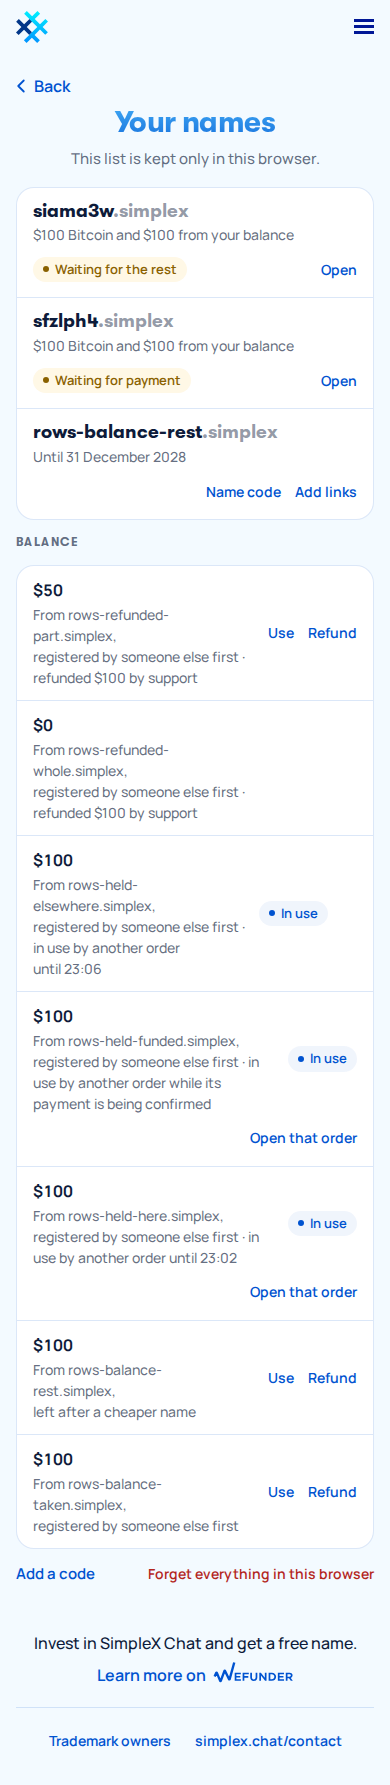 Back
Your names
This list is kept only in this browser.
siama3w.simplex
$100 Bitcoin and $100 from your balance
Waiting for the rest
Open
sfzlph4.simplex
$100 Bitcoin and $100 from your balance
Waiting for payment
Open
rows-balance-rest.simplex
Until 31 December 2028
Name code Add links
BALANCE
$50
From rows-refunded-
part.simplex,
registered by someone else first ·
refunded $100 by support
Use Refund
$0
From rows-refunded-
whole.simplex,
registered by someone else first ·
refunded $100 by support
$100
From rows-held-
elsewhere.simplex,
registered by someone else first ·
in use by another order
until 23:06
In use
$100
From rows-held-funded.simplex,
registered by someone else first · in
use by another order while its
payment is being confirmed
In use
Open that order
$100
From rows-held-here.simplex,
registered by someone else first · in
use by another order until 23:02
In use
Open that order
$100
From rows-balance-
rest.simplex,
left after a cheaper name
Use Refund
$100
From rows-balance-
taken.simplex,
registered by someone else first
Use Refund
Add a code
Forget everything in this browser
Invest in SimpleX Chat and get a free name.
Learn more on WEFUNDER
Trademark owners simplex.chat/contact